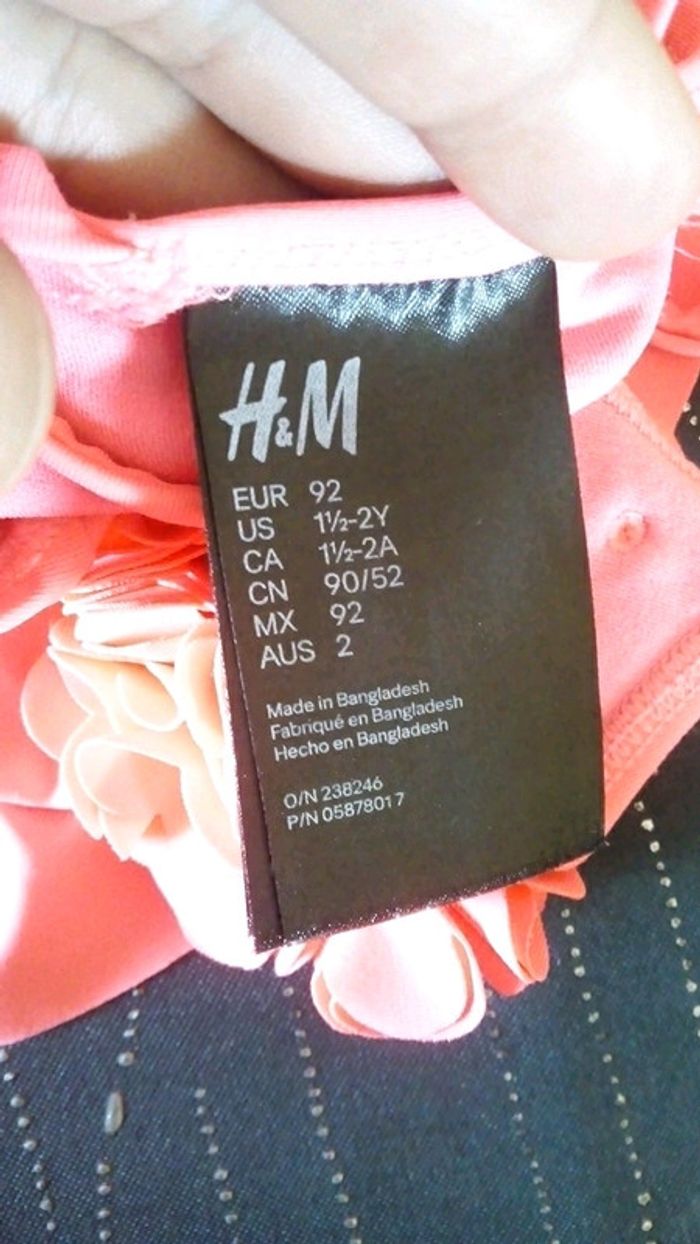 H&M
EUR 92
US 1½-2Y
CA 1½-2A
CN 90/52
MX 92
AUS 2
Made in Bangladesh
Fabriqué en Bangladesh
Hecho en Bangladesh
O/N 238246
P/N 05878017